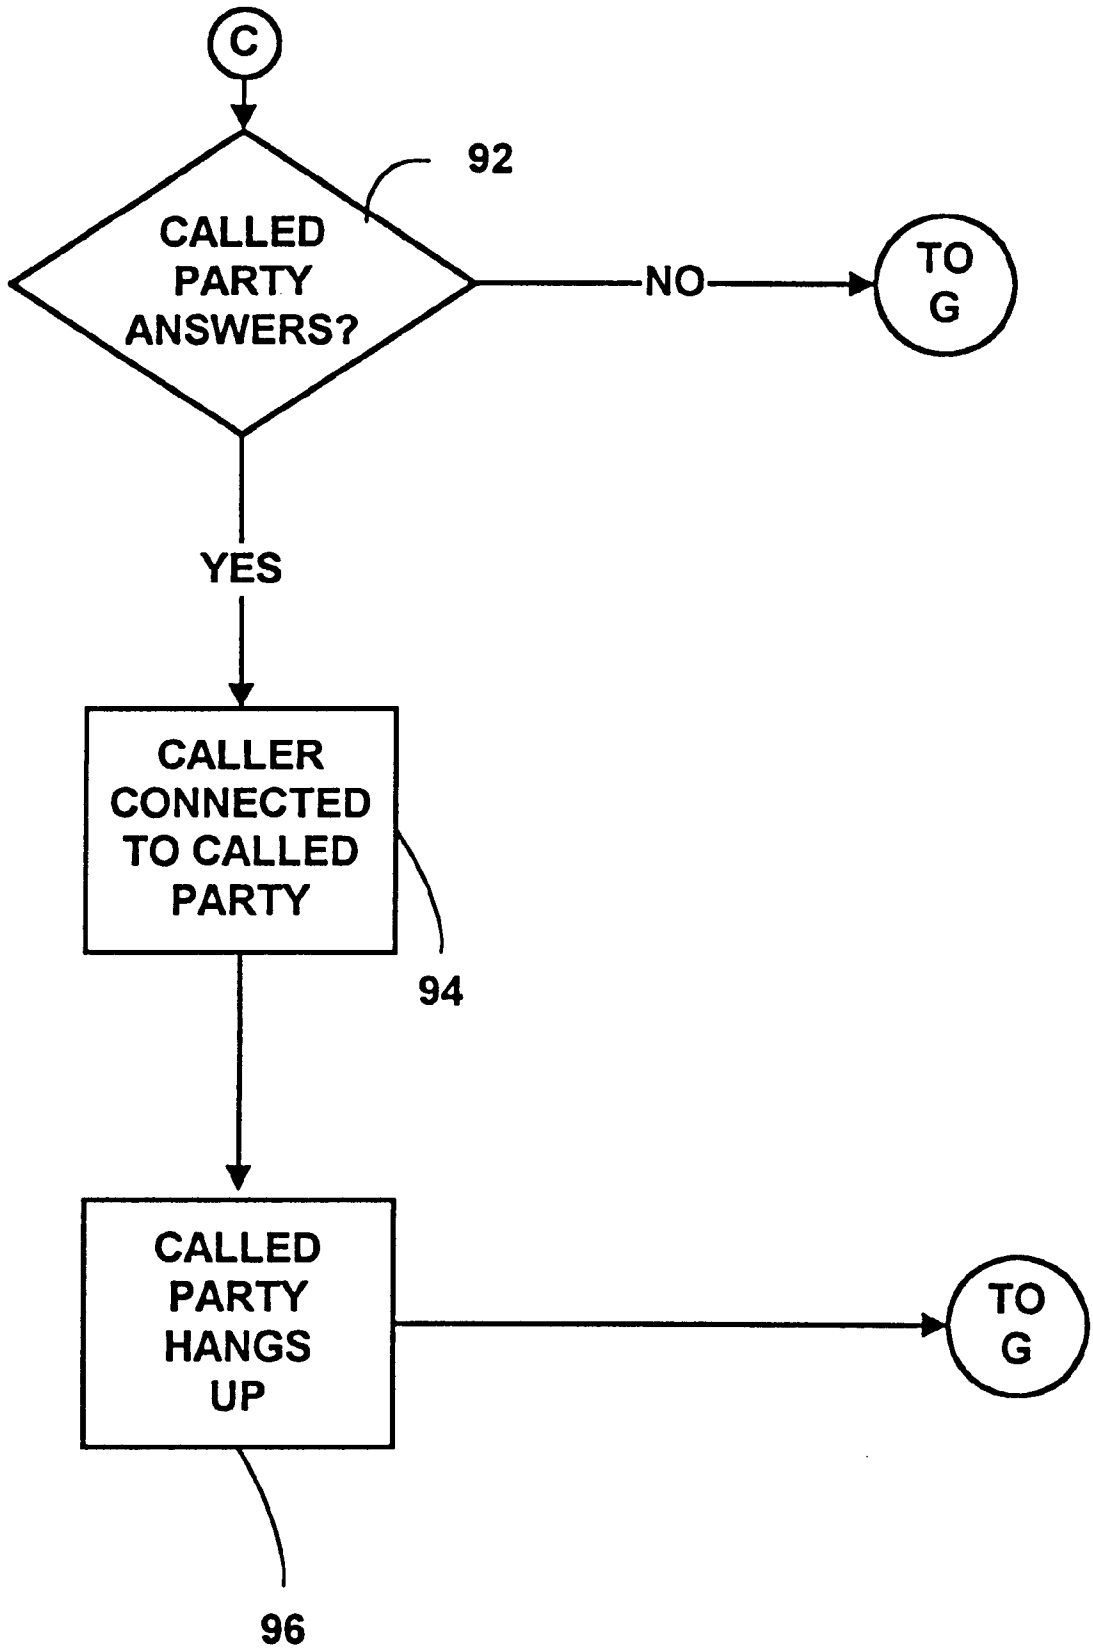 C
92
CALLED
PARTY
ANSWERS?
NO
TO
G
YES
CALLER
CONNECTED
TO CALLED
PARTY
94
CALLED
PARTY
HANGS
UP
TO
G
96